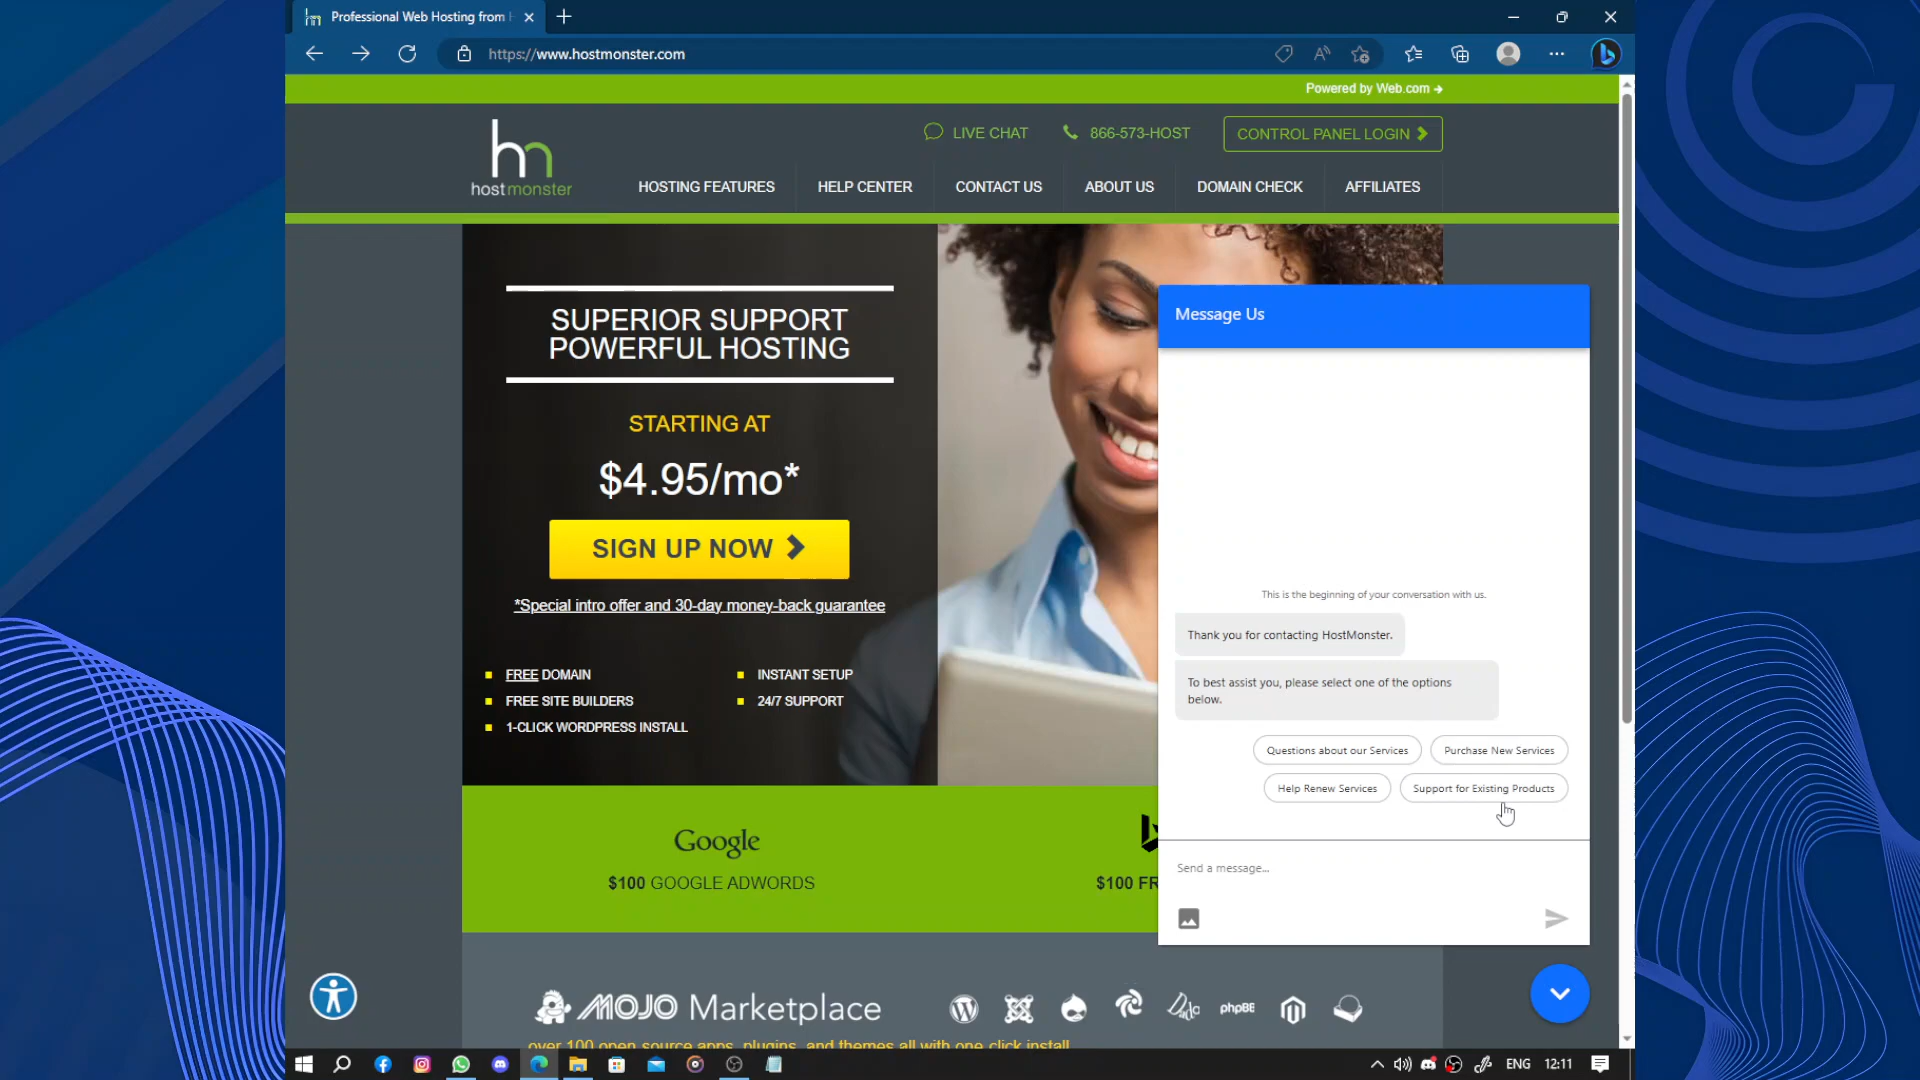 Professional Web Hosting from
https://www.hostmonster.com
Powered by Web.com
LIVE CHAT
866-573-HOST
CONTROL PANEL LOGIN
hn
hostmonster
HOSTING FEATURES
HELP CENTER
CONTACT US
ABOUT US
DOMAIN CHECK
AFFILIATES
SUPERIOR SUPPORT
POWERFUL HOSTING
STARTING AT
$4.95/mo*
SIGN UP NOW
*Special intro offer and 30-day money-back guarantee
FREE DOMAIN
INSTANT SETUP
FREE SITE BUILDERS
24/7 SUPPORT
1-CLICK WORDPRESS INSTALL
Message Us
This is the beginning of your conversation with us.
Thank you for contacting HostMonster.
To best assist you, please select one of the options
below.
Questions about our Services
Purchase New Services
Help Renew Services
Support for Existing Products
Send a message...
Google
$100 GOOGLE ADWORDS
$100 FR
MOJO Marketplace
phpBB
over 100 open source apps, plugins, and themes all with one click install
ENG
12:11